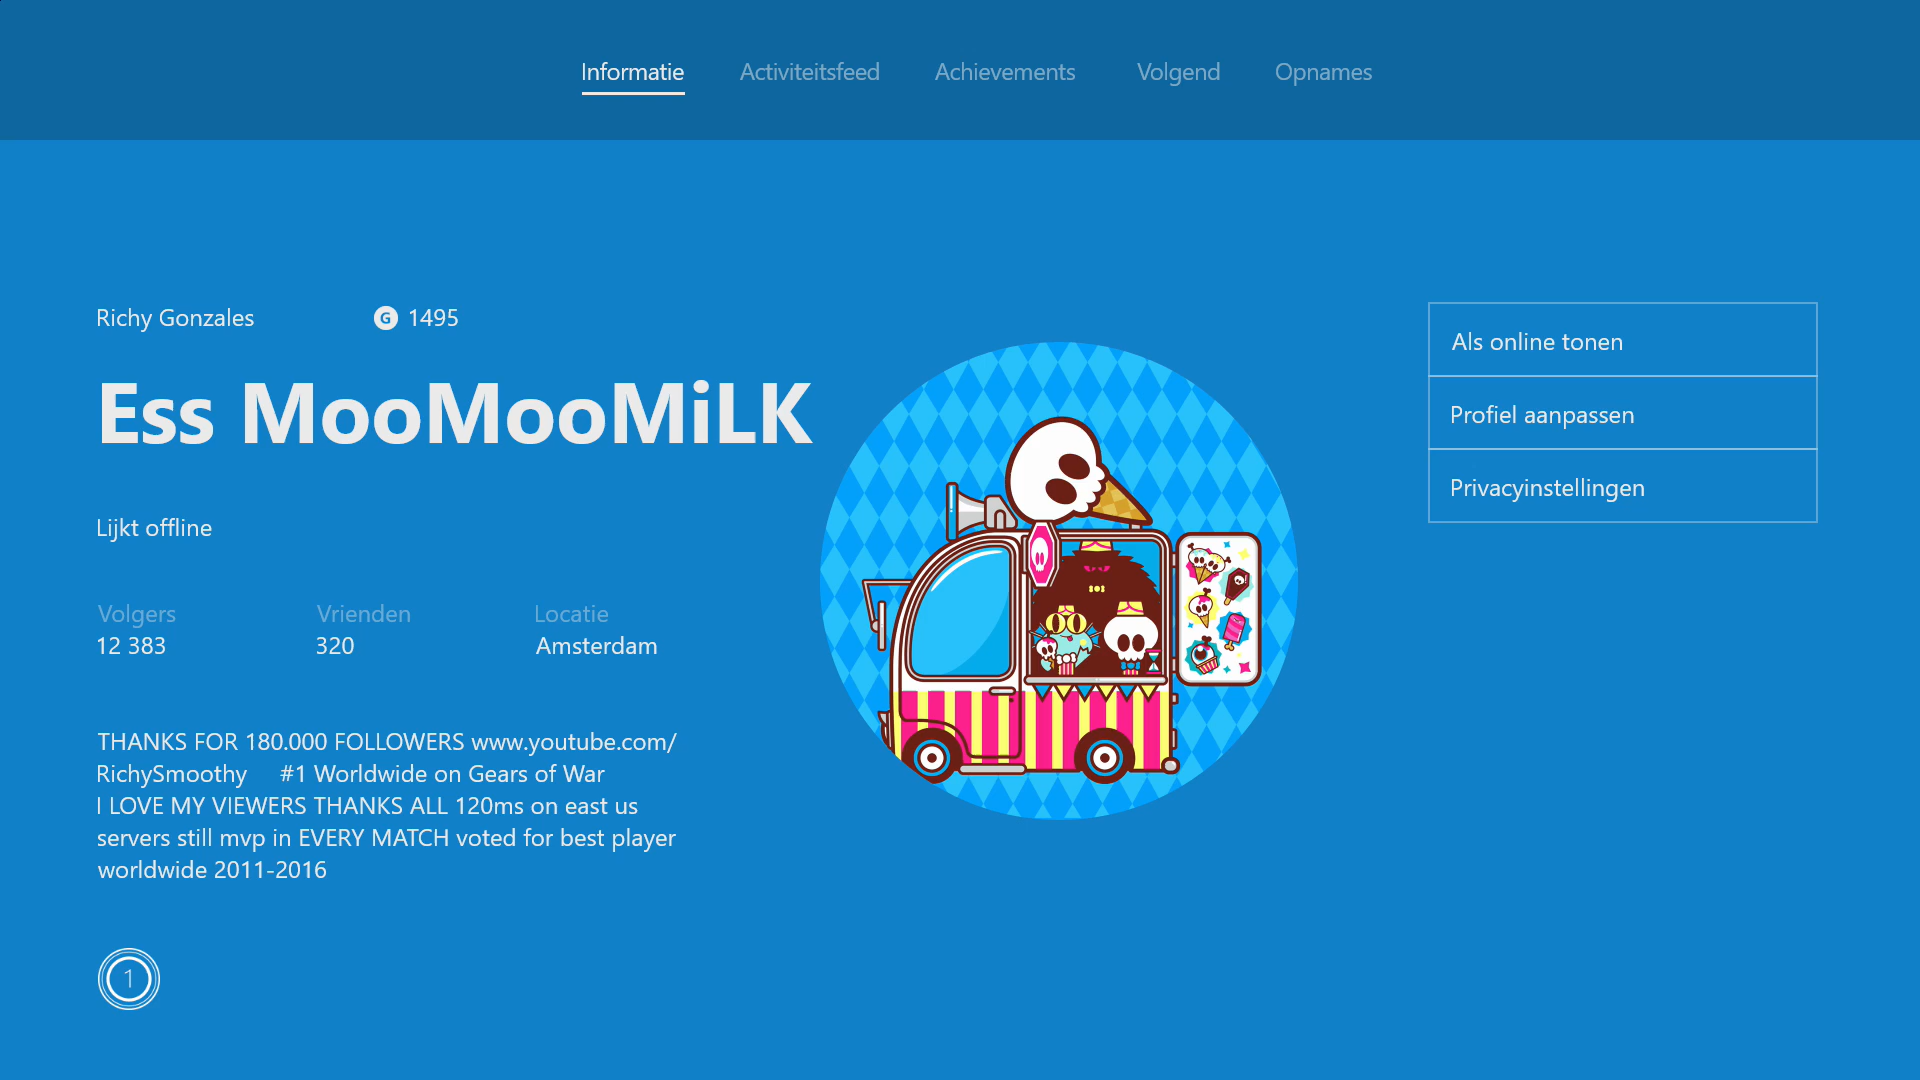 Informatie Activiteitsfeed Achievements Volgend Opnames
Richy Gonzales G 1495
Ess MooMooMiLK
Lijkt offline
Volgers Vrienden Locatie
12 383 320 Amsterdam
THANKS FOR 180.000 FOLLOWERS www.youtube.com/
RichySmoothy #1 Worldwide on Gears of War
I LOVE MY VIEWERS THANKS ALL 120ms on east us
servers still mvp in EVERY MATCH voted for best player
worldwide 2011-2016
1
Als online tonen
Profiel aanpassen
Privacyinstellingen